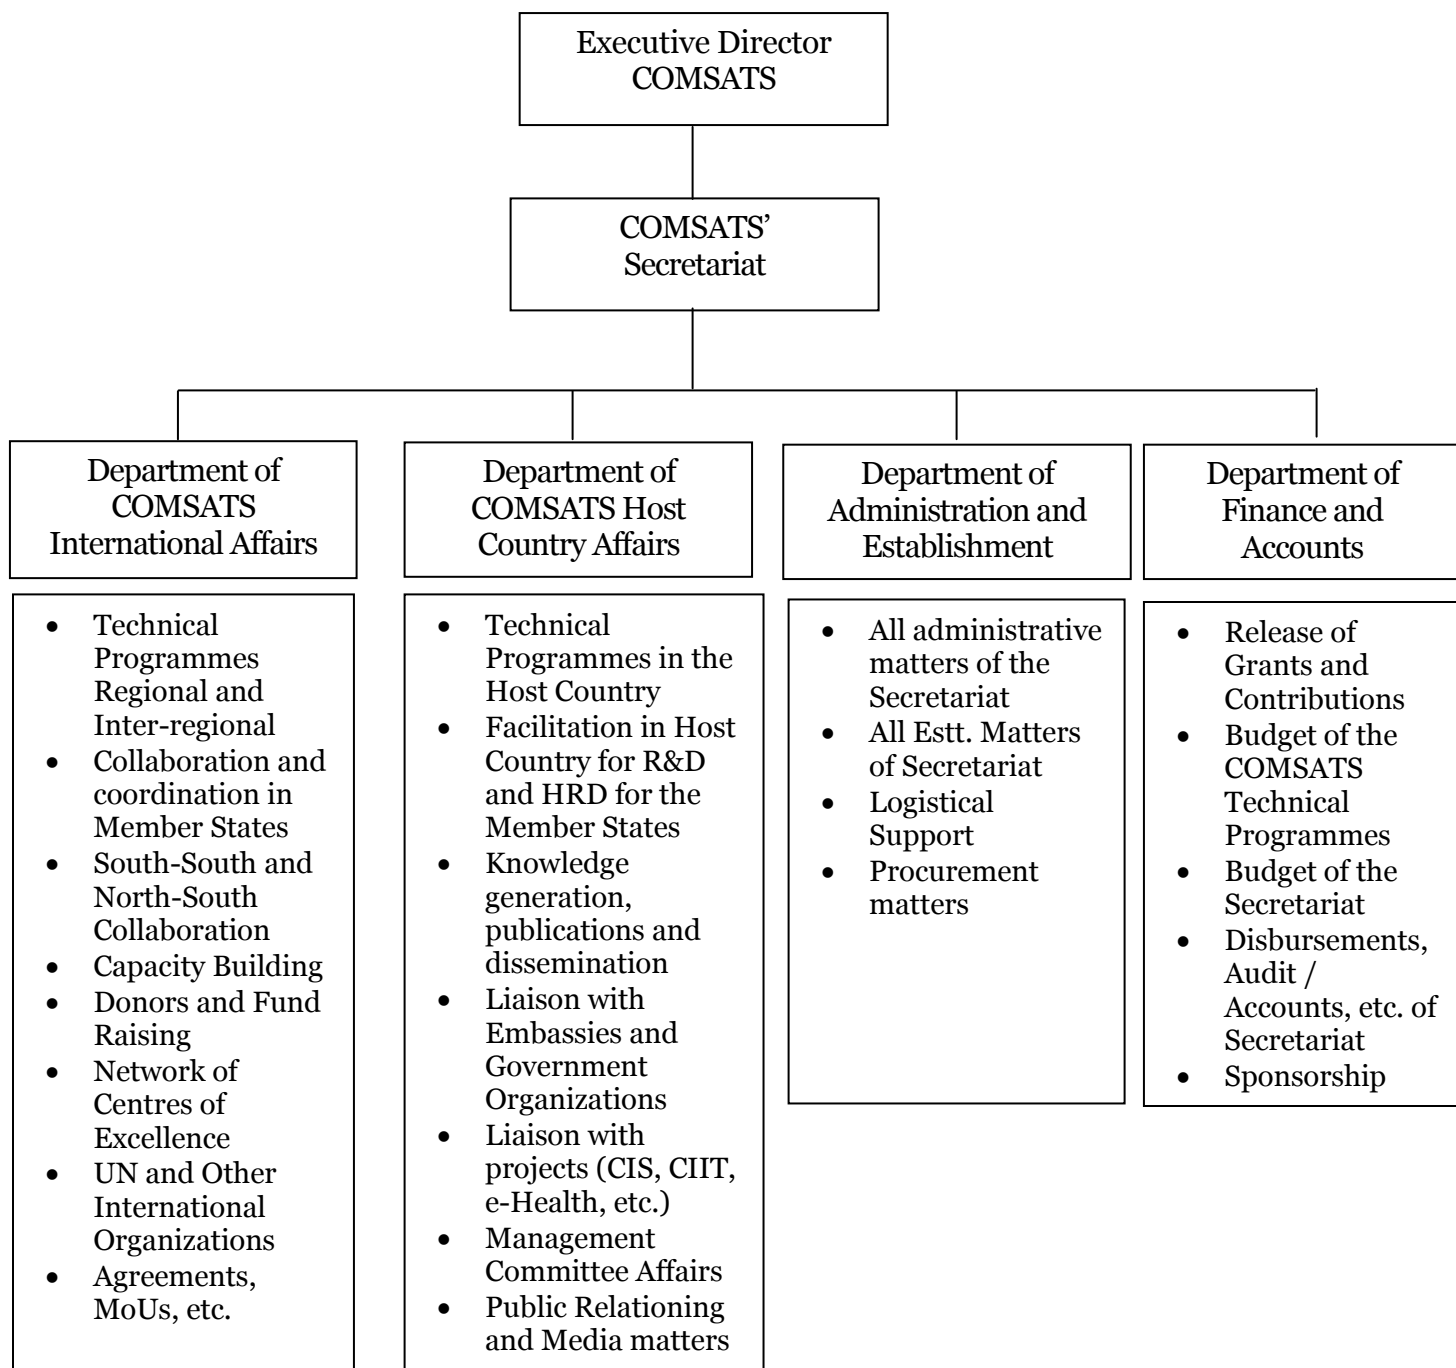 Executive Director
COMSATS
COMSATS’
Secretariat
Department of
COMSATS
International Affairs
• Technical
Programmes
Regional and
Inter-regional
• Collaboration and
coordination in
Member States
• South-South and
North-South
Collaboration
• Capacity Building
• Donors and Fund
Raising
• Network of
Centres of
Excellence
• UN and Other
International
Organizations
• Agreements,
MoUs, etc.
Department of
COMSATS Host
Country Affairs
• Technical
Programmes in the
Host Country
• Facilitation in Host
Country for R&D
and HRD for the
Member States
• Knowledge
generation,
publications and
dissemination
• Liaison with
Embassies and
Government
Organizations
• Liaison with
projects (CIS, CIIT,
e-Health, etc.)
• Management
Committee Affairs
• Public Relationing
and Media matters
Department of
Administration and
Establishment
• All administrative
matters of the
Secretariat
• All Estt. Matters
of Secretariat
• Logistical
Support
• Procurement
matters
Department of
Finance and
Accounts
• Release of
Grants and
Contributions
• Budget of the
COMSATS
Technical
Programmes
• Budget of the
Secretariat
• Disbursements,
Audit /
Accounts, etc. of
Secretariat
• Sponsorship